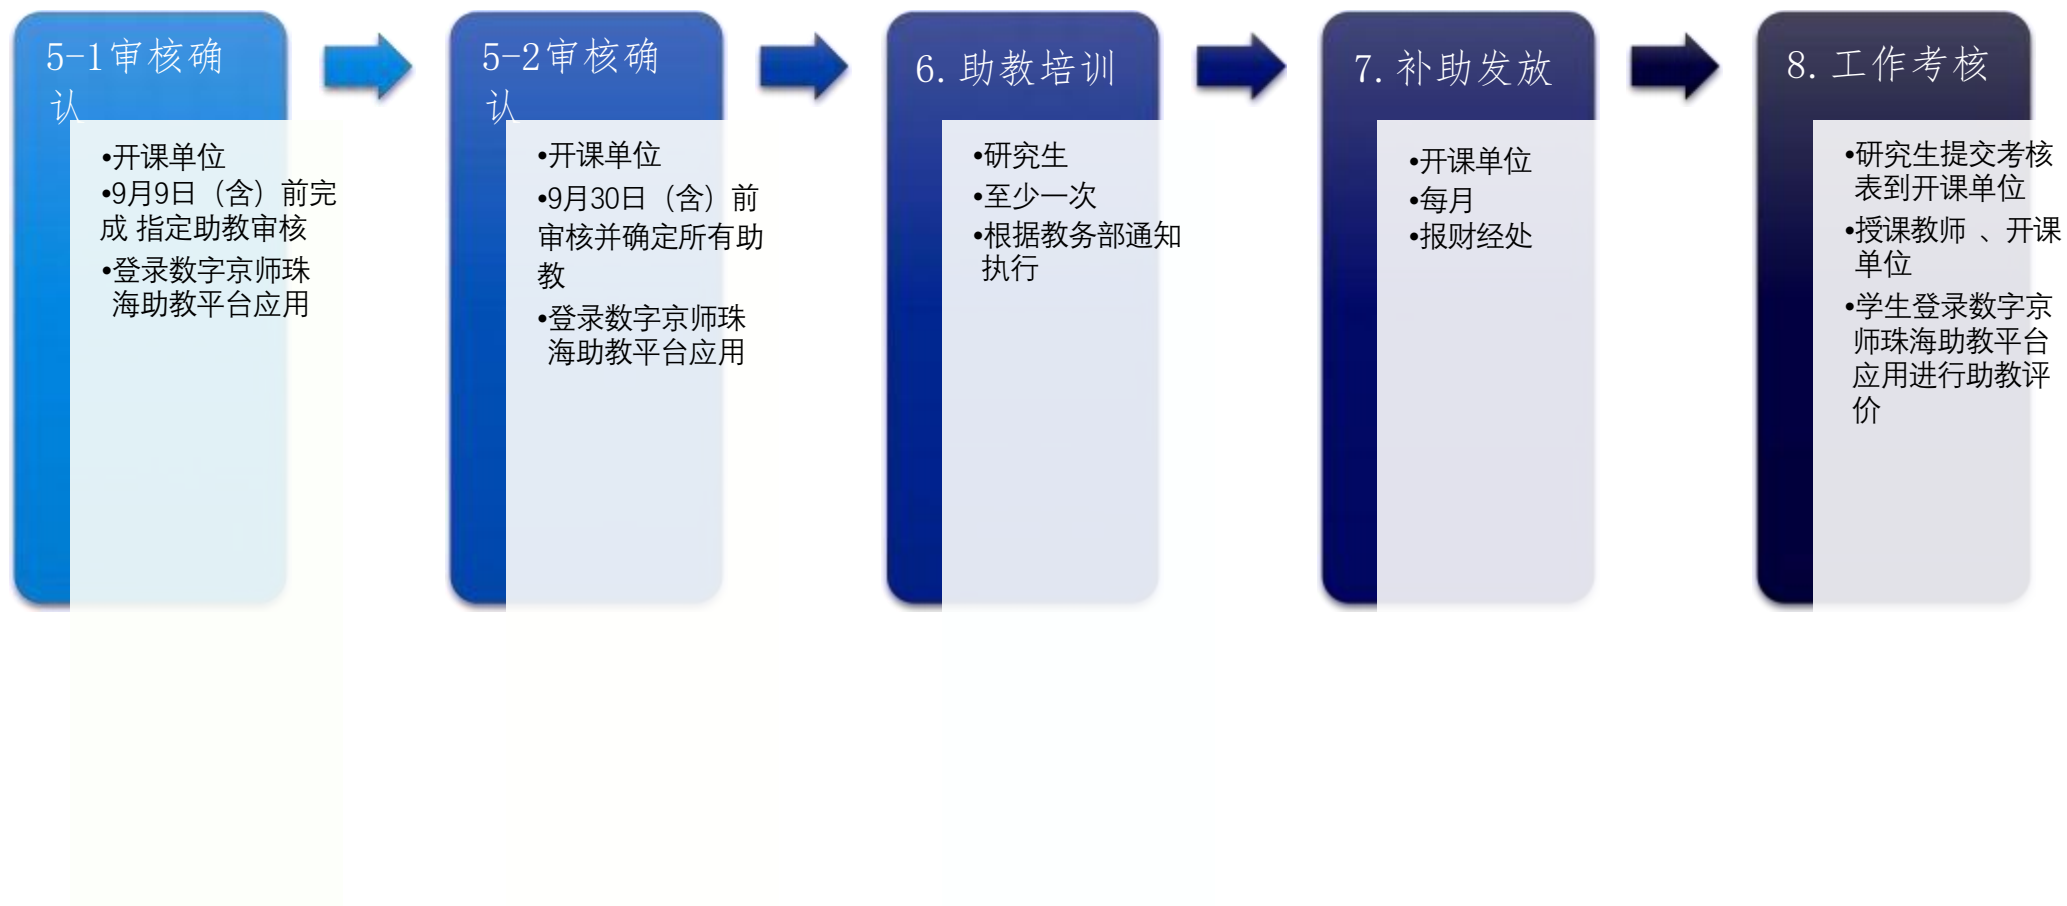 5-1审核确
认
•开课单位
•9月9日（含）前完
成 指定助教审核
•登录数字京师珠
海助教平台应用
5-2审核确
认
•开课单位
•9月30日（含）前
审核并确定所有助
教
•登录数字京师珠
海助教平台应用
6.助教培训
•研究生
•至少一次
•根据教务部通知
执行
7.补助发放
•开课单位
•每月
•报财经处
8.工作考核
•研究生提交考核
表到开课单位
•授课教师 、开课
单位
•学生登录数字京
师珠海助教平台
应用进行助教评
价